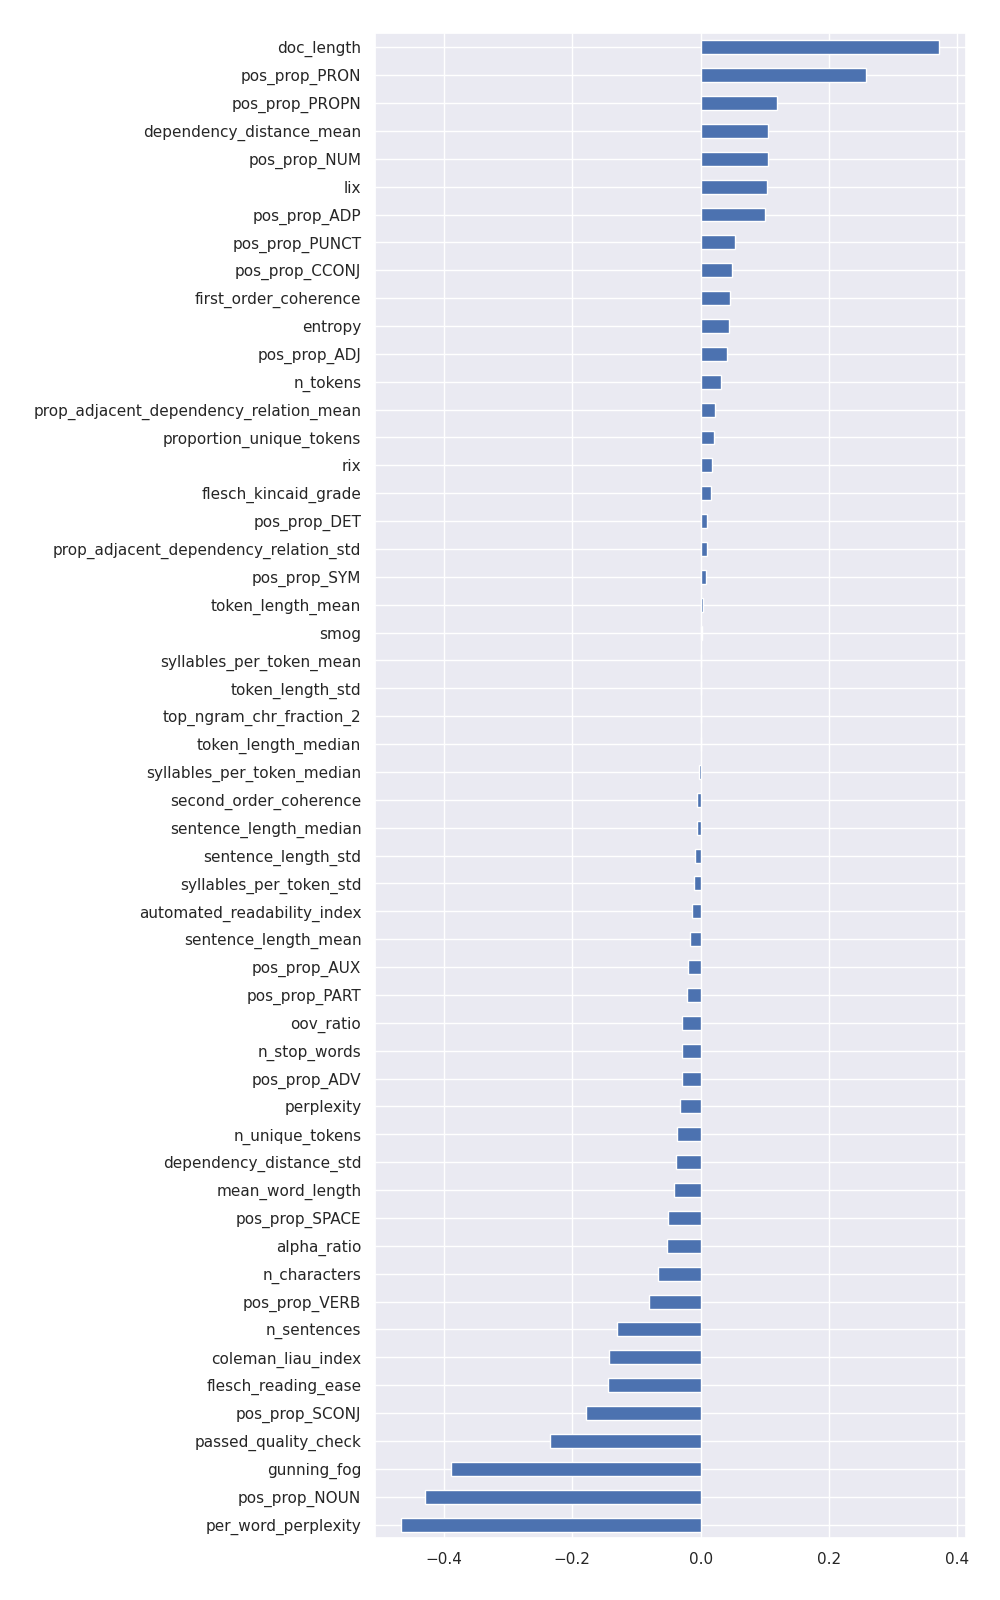 doc_length
pos_prop_PRON
pos_prop_PROPN
dependency_distance_mean
pos_prop_NUM
lix
pos_prop_ADP
pos_prop_PUNCT
pos_prop_CCONJ
first_order_coherence
entropy
pos_prop_ADJ
n_tokens
prop_adjacent_dependency_relation_mean
proportion_unique_tokens
rix
flesch_kincaid_grade
pos_prop_DET
prop_adjacent_dependency_relation_std
pos_prop_SYM
token_length_mean
smog
syllables_per_token_mean
token_length_std
top_ngram_chr_fraction_2
token_length_median
syllables_per_token_median
second_order_coherence
sentence_length_median
sentence_length_std
syllables_per_token_std
automated_readability_index
sentence_length_mean
pos_prop_AUX
pos_prop_PART
oov_ratio
n_stop_words
pos_prop_ADV
perplexity
n_unique_tokens
dependency_distance_std
mean_word_length
pos_prop_SPACE
alpha_ratio
n_characters
pos_prop_VERB
n_sentences
coleman_liau_index
flesch_reading_ease
pos_prop_SCONJ
passed_quality_check
gunning_fog
pos_prop_NOUN
per_word_perplexity
−0.4 −0.2 0.0 0.2 0.4